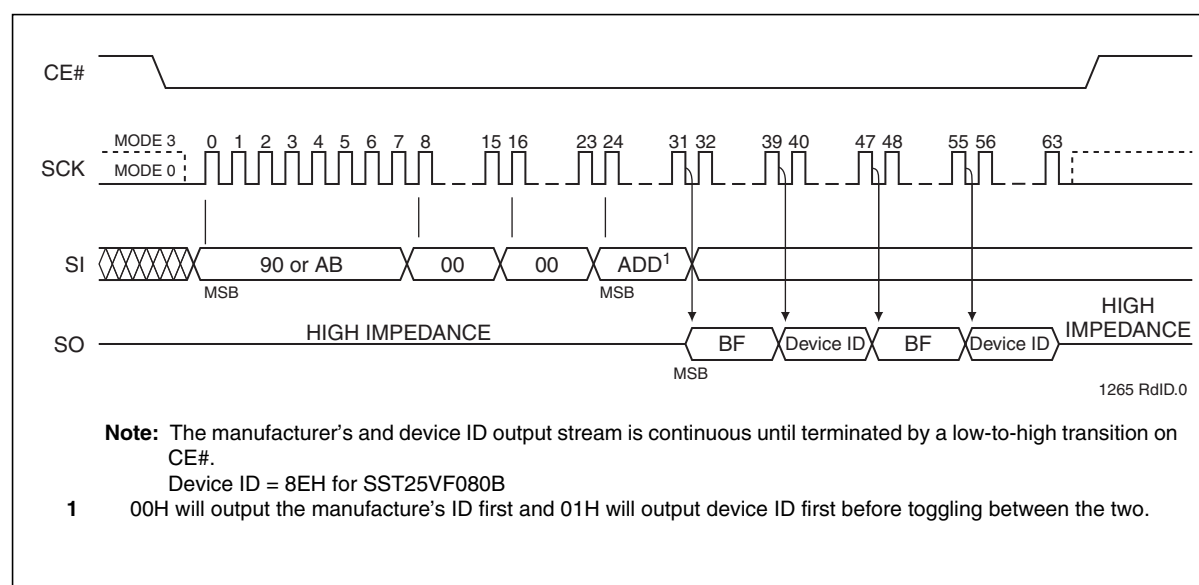 CE#
MODE 3 0 1 2 3 4 5 6 7 8 15 16 23 24 31 32 39 40 47 48 55 56 63
SCK MODE 0
SI 90 or AB 00 00 ADD1
MSB MSB
HIGH IMPEDANCE HIGH IMPEDANCE
SO BF Device ID BF Device ID
MSB
1265 RdID.0
Note: The manufacturer's and device ID output stream is continuous until terminated by a low-to-high transition on
CE#.
Device ID = 8EH for SST25VF080B
1 00H will output the manufacture's ID first and 01H will output device ID first before toggling between the two.